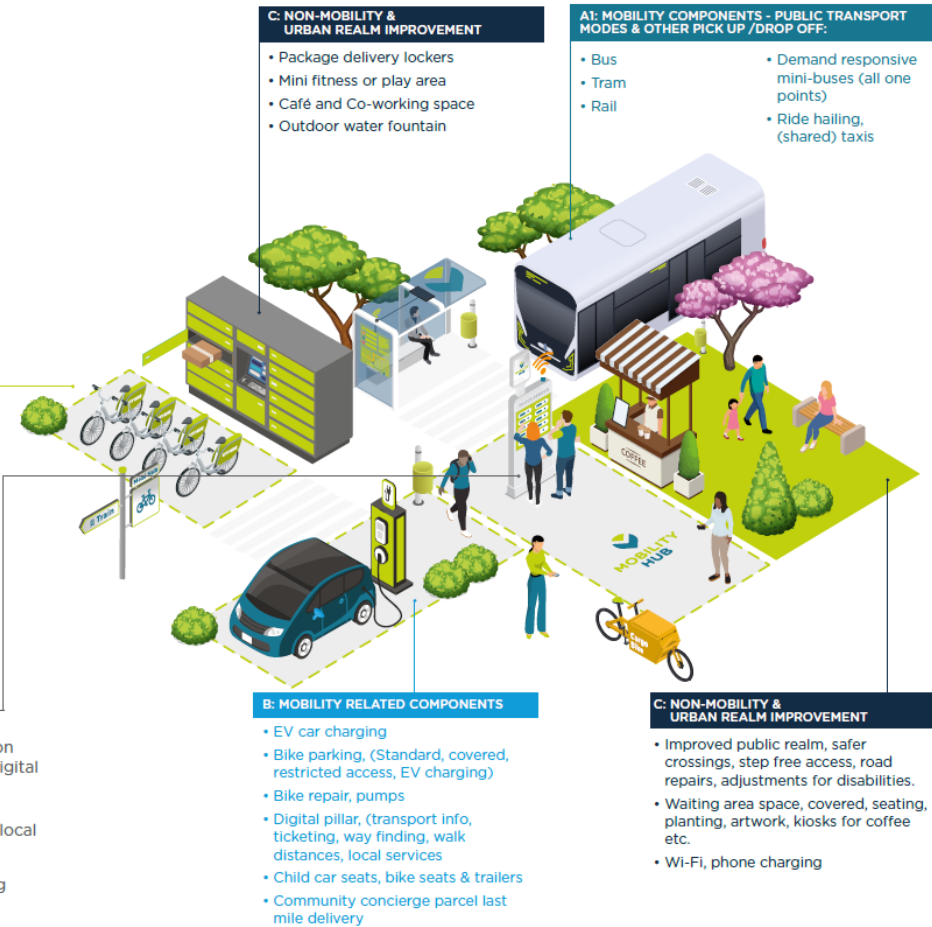 C: NON-MOBILITY &
URBAN REALM IMPROVEMENT
• Package delivery lockers
• Mini fitness or play area
• Café and Co-working space
• Outdoor water fountain
A1: MOBILITY COMPONENTS - PUBLIC TRANSPORT
MODES & OTHER PICK UP /DROP OFF:
• Bus
• Tram
• Rail
• Demand responsive
mini-buses (all one
points)
• Ride hailing,
(shared) taxis
COFFEE
Train
MOBILITY
HUB
Cargo
Bike
on
igital
local
g
B: MOBILITY RELATED COMPONENTS
• EV car charging
• Bike parking, (Standard, covered,
restricted access, EV charging)
• Bike repair, pumps
• Digital pillar, (transport info,
ticketing, way finding, walk
distances, local services
• Child car seats, bike seats & trailers
• Community concierge parcel last
mile delivery
C: NON-MOBILITY &
URBAN REALM IMPROVEMENT
• Improved public realm, safer
crossings, step free access, road
repairs, adjustments for disabilities.
• Waiting area space, covered, seating,
planting, artwork, kiosks for coffee
etc.
• Wi-Fi, phone charging